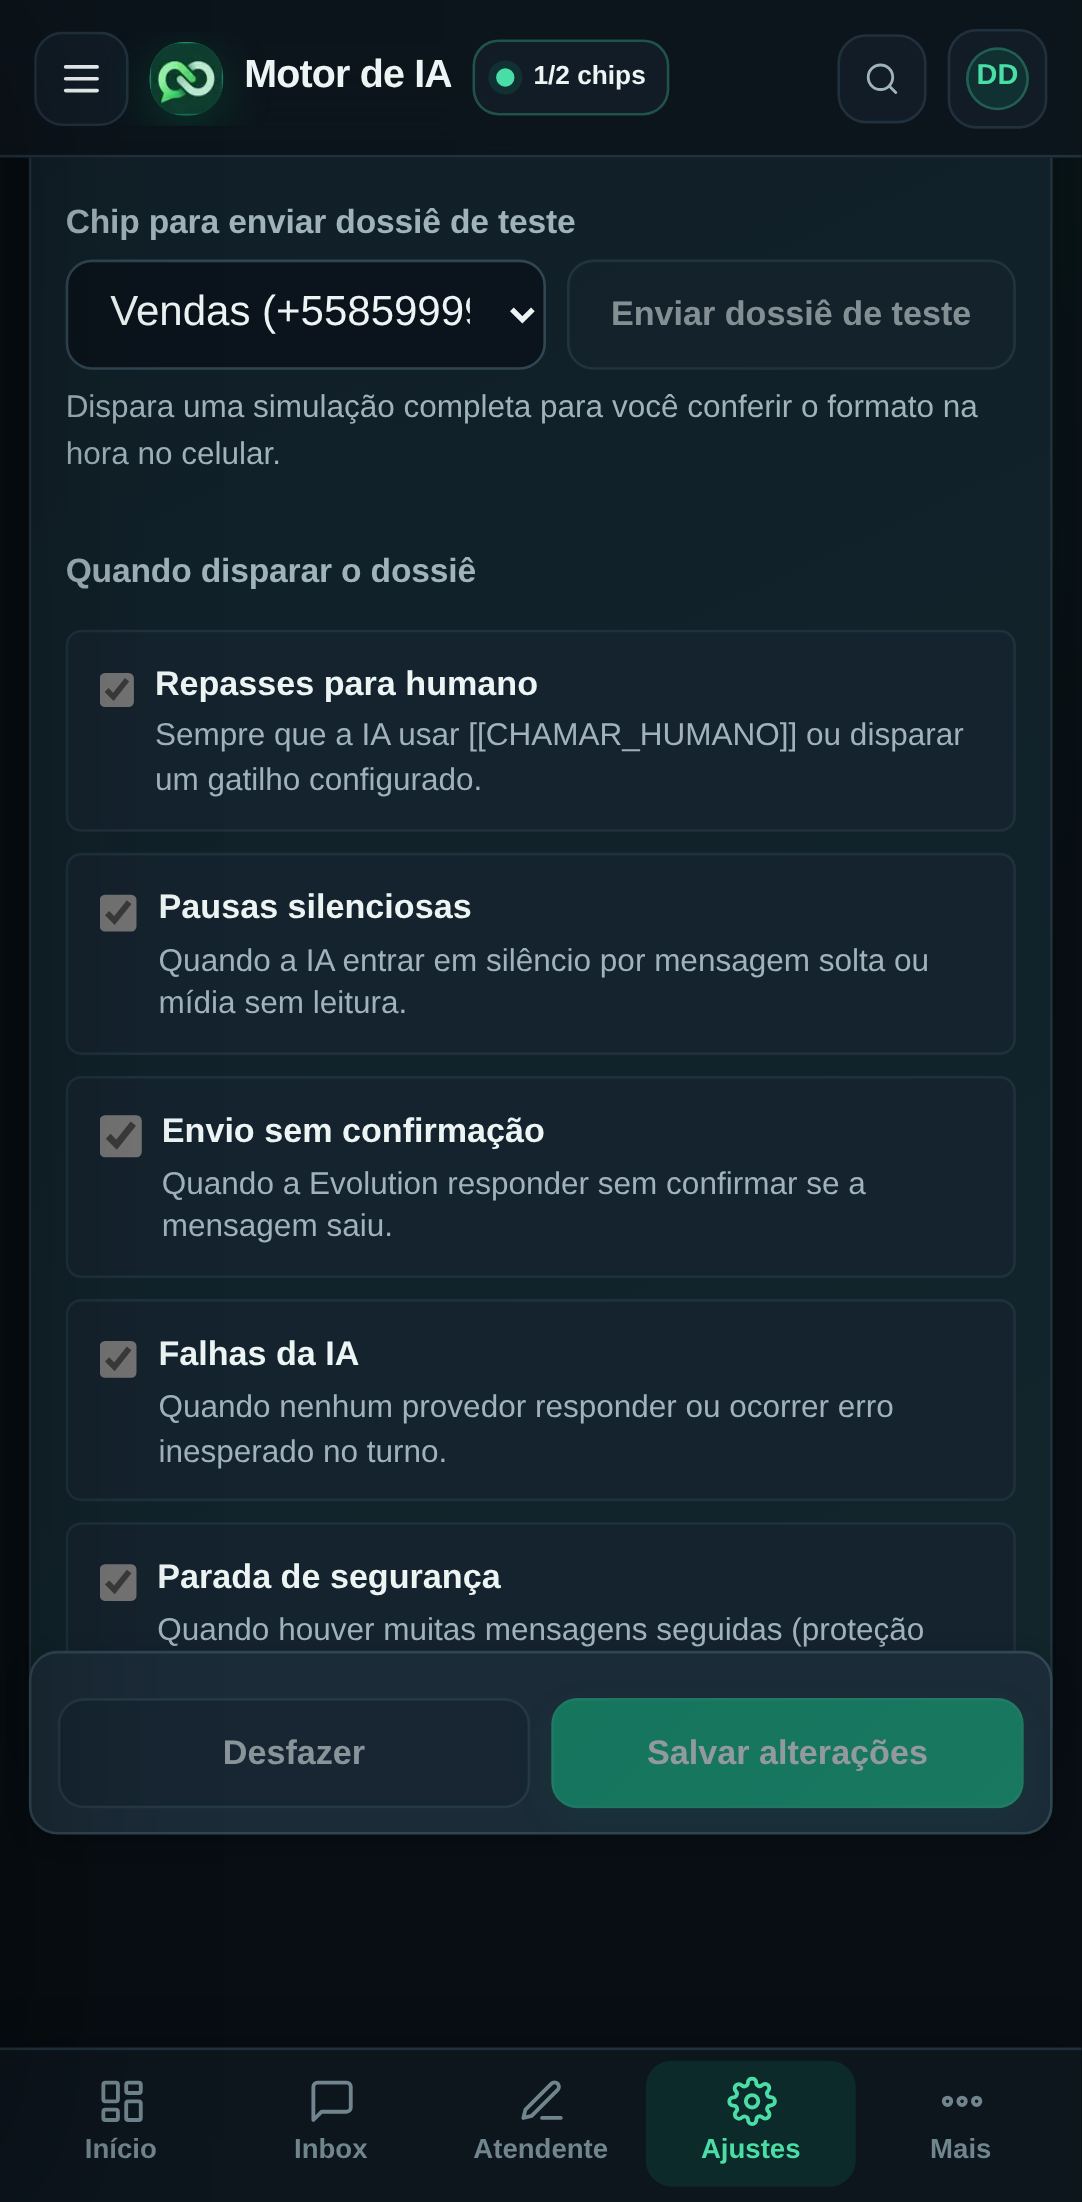 Motor de IA
1/2 chips
DD
Chip para enviar dossiê de teste
Vendas (+55859999
Enviar dossiê de teste
Dispara uma simulação completa para você conferir o formato na
hora no celular.
Quando disparar o dossiê
Repasses para humano
Sempre que a IA usar [[CHAMAR_HUMANO]] ou disparar
um gatilho configurado.
Pausas silenciosas
Quando a IA entrar em silêncio por mensagem solta ou
mídia sem leitura.
Envio sem confirmação
Quando a Evolution responder sem confirmar se a
mensagem saiu.
Falhas da IA
Quando nenhum provedor responder ou ocorrer erro
inesperado no turno.
Parada de segurança
Quando houver muitas mensagens seguidas (proteção
Desfazer
Salvar alterações
Início
Inbox
Atendente
Ajustes
Mais